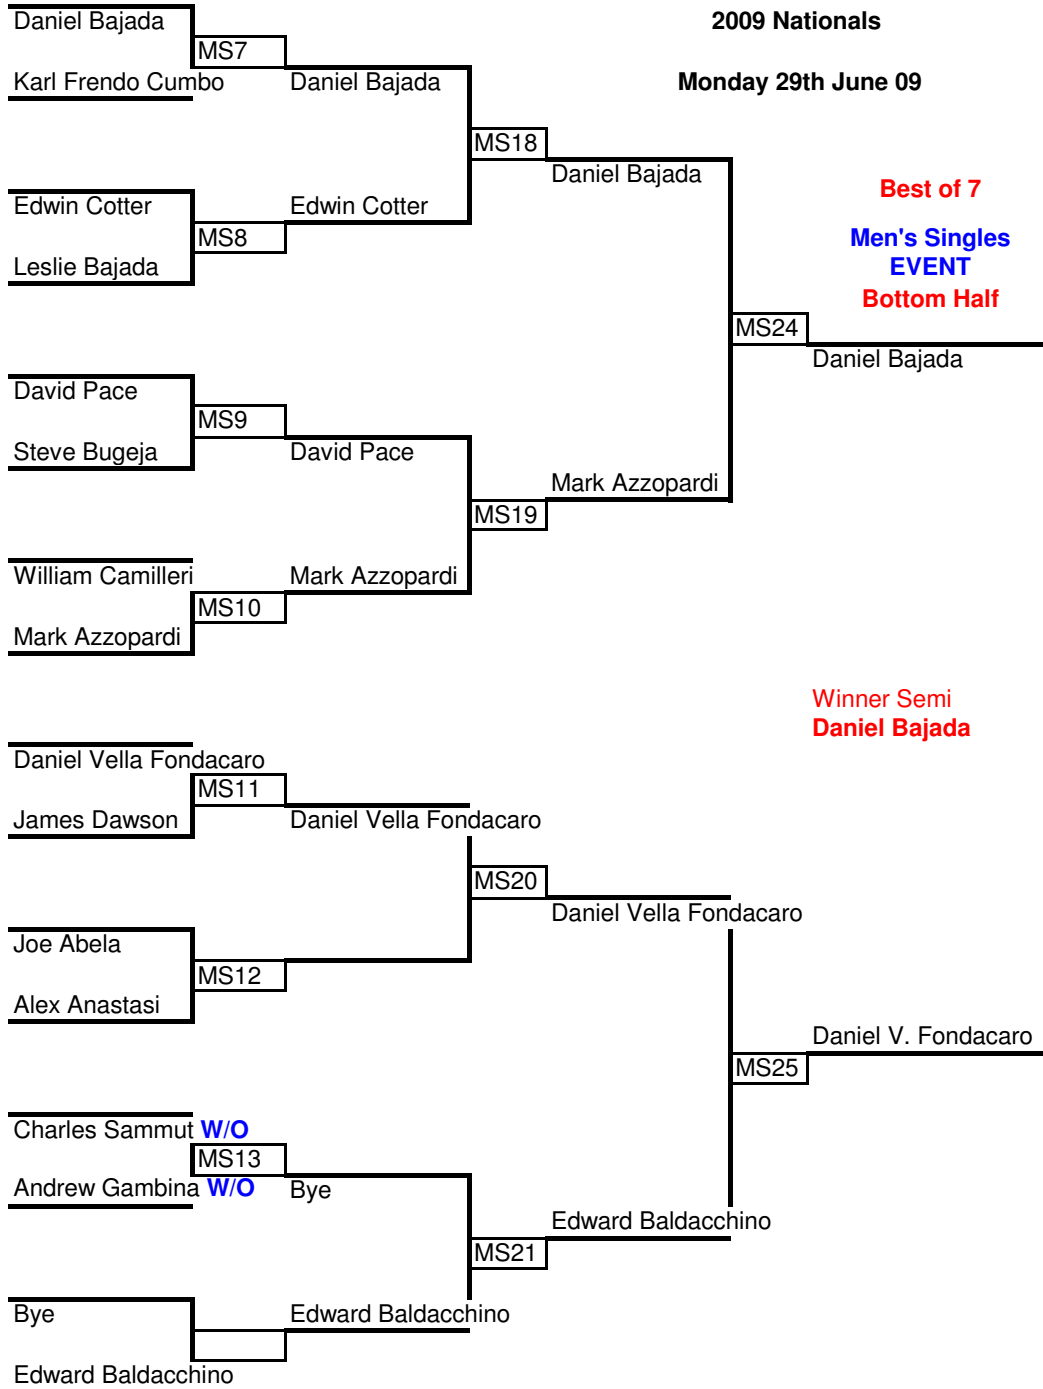 Daniel Bajada
2009 Nationals
MS7
Karl Frendo Cumbo
Daniel Bajada
Monday 29th June 09
MS18
Daniel Bajada
Best of 7
Edwin Cotter
Edwin Cotter
MS8
Men's Singles
Leslie Bajada
EVENT
Bottom Half
MS24
Daniel Bajada
David Pace
MS9
Steve Bugeja
David Pace
Mark Azzopardi
MS19
William Camilleri
Mark Azzopardi
MS10
Mark Azzopardi
Winner Semi
Daniel Bajada
Daniel Vella Fondacaro
MS11
James Dawson
Daniel Vella Fondacaro
MS20
Daniel Vella Fondacaro
Joe Abela
MS12
Alex Anastasi
Daniel V. Fondacaro
MS25
Charles Sammut W/O
MS13
Andrew Gambina W/O
Bye
Edward Baldacchino
MS21
Bye
Edward Baldacchino
Edward Baldacchino